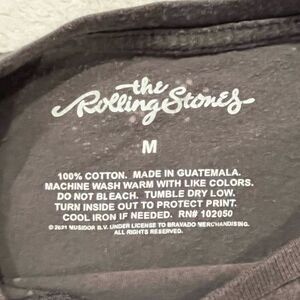 the
Rolling Stones
M
100% COTTON. MADE IN GUATEMALA.
MACHINE WASH WARM WITH LIKE COLORS.
DO NOT BLEACH. TUMBLE DRY LOW.
TURN INSIDE OUT TO PROTECT PRINT.
COOL IRON IF NEEDED. RN# 102050
© 2021 MUSIDOR B.V. UNDER LICENSE TO BRAVADO MERCHANDISING.
ALL RIGHTS RESERVED.